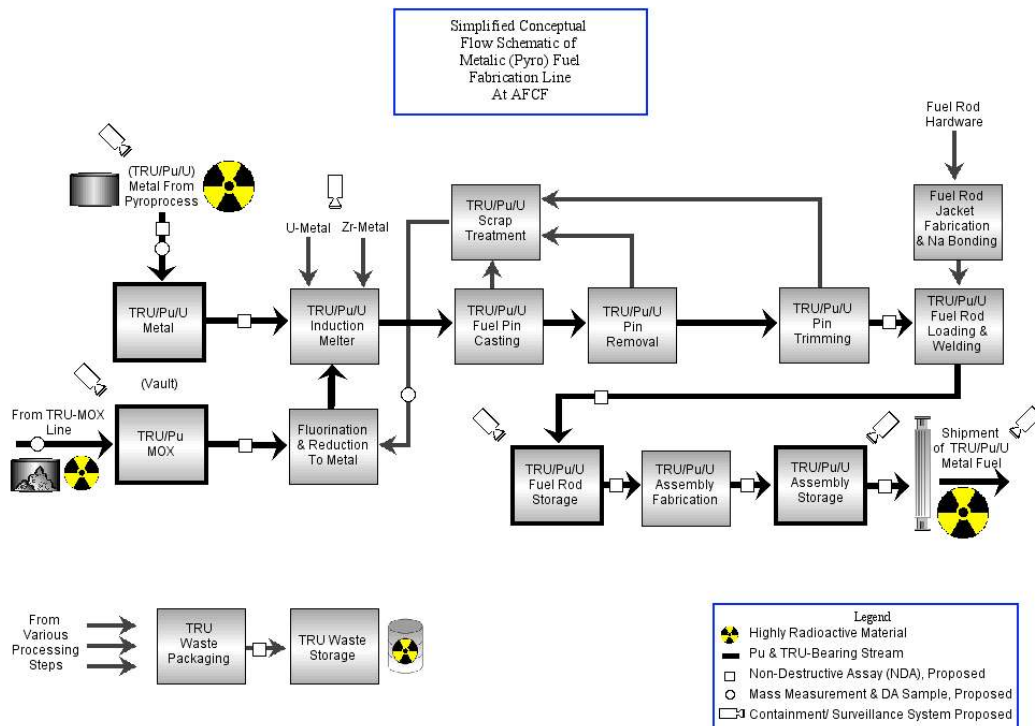 Simplified Conceptual
Flow Schematic of
Metalic (Pyro) Fuel
Fabrication Line
At AFCF
Fuel Rod
Hardware
(TRU/Pu/U)
Metal From
Pyroprocess
U-Metal
Zr-Metal
TRU/Pu/U
Scrap
Treatment
Fuel Rod
Jacket
Fabrication
& Na Bonding
TRU/Pu/U
Metal
TRU/Pu/U
Induction
Melter
TRU/Pu/U
Fuel Pin
Casting
TRU/Pu/U
Pin
Removal
TRU/Pu/U
Pin
Trimming
TRU/Pu/U
Fuel Rod
Loading &
Welding
(Vault)
From TRU-MOX
Line
TRU/Pu
MOX
Fluorination
& Reduction
To Metal
TRU/Pu/U
Fuel Rod
Storage
TRU/Pu/U
Assembly
Fabrication
TRU/Pu/U
Assembly
Storage
Shipment
of TRU/Pu/U
Metal Fuel
From
Various
Processing
Steps
TRU
Waste
Packaging
TRU Waste
Storage
Legend
Highly Radioactive Material
Pu & TRU-Bearing Stream
Non-Destructive Assay (NDA), Proposed
Mass Measurement & DA Sample, Proposed
Containment/ Surveillance System Proposed